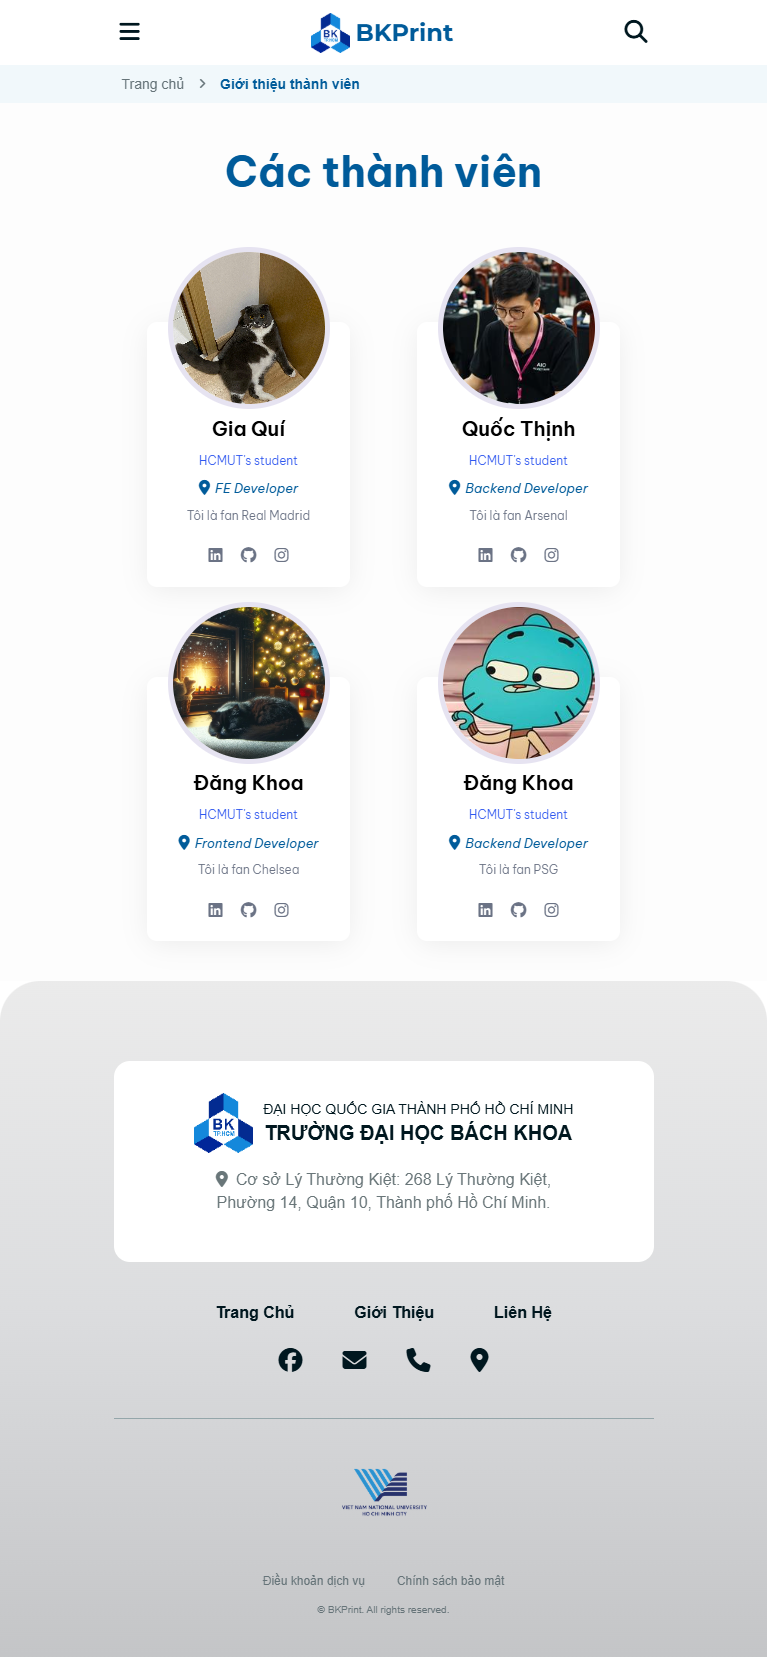 BK
TP.HCM
BKPrint
Trang chủ > Giới thiệu thành viên
Các thành viên
AIO
Gia Quí
HCMUT's student
FE Developer
Tôi là fan Real Madrid
Quốc Thịnh
HCMUT's student
Backend Developer
Tôi là fan Arsenal
Đăng Khoa
HCMUT's student
Frontend Developer
Tôi là fan Chelsea
Đăng Khoa
HCMUT's student
Backend Developer
Tôi là fan PSG
BK
TP.HCM
ĐẠI HỌC QUỐC GIA THÀNH PHỐ HỒ CHÍ MINH
TRƯỜNG ĐẠI HỌC BÁCH KHOA
Cơ sở Lý Thường Kiệt: 268 Lý Thường Kiệt,
Phường 14, Quận 10, Thành phố Hồ Chí Minh.
Trang Chủ Giới Thiệu Liên Hệ
VIET NAM NATIONAL UNIVERSITY
HO CHI MINH CITY
Điều khoản dịch vụ Chính sách bảo mật
© BKPrint. All rights reserved.